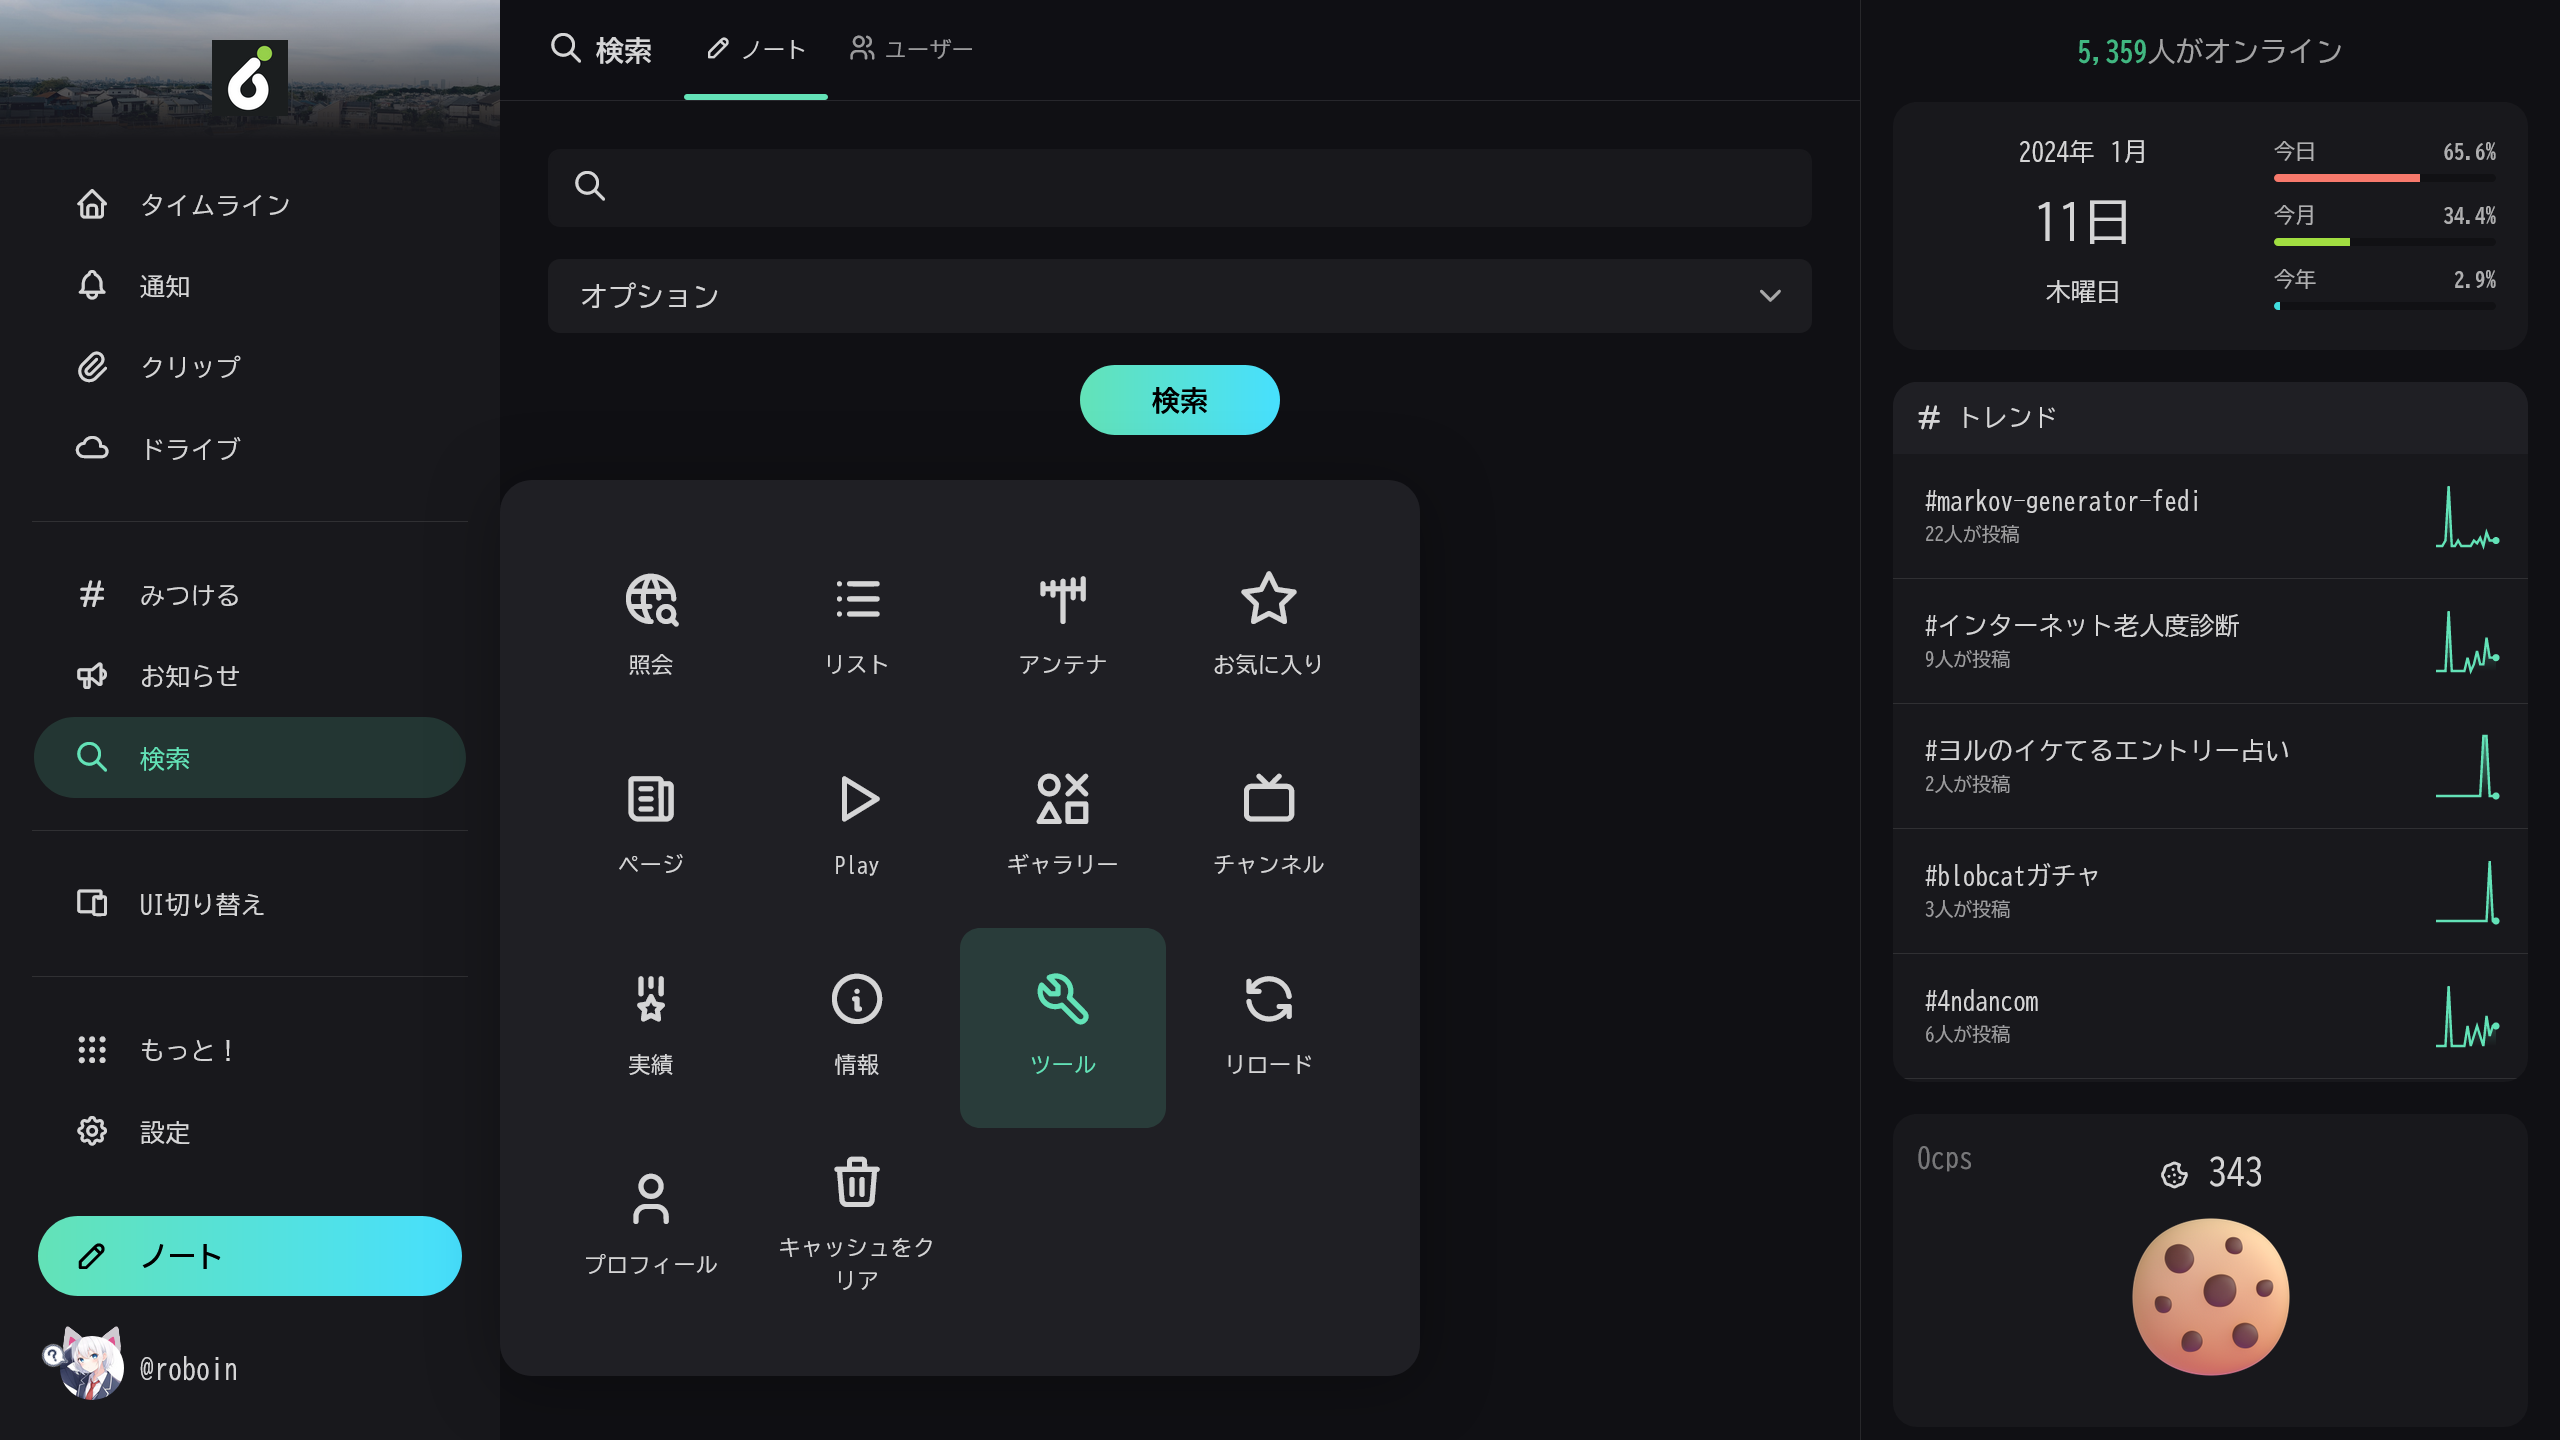 タイムライン
通知
クリップ
ドライブ
みつける
お知らせ
検索
UI切り替え
もっと！
設定
ノート
@roboin
検索
ノート
ユーザー
オプション
検索
照会
リスト
アンテナ
お気に入り
ページ
Play
ギャラリー
チャンネル
実績
情報
ツール
リロード
プロフィール
キャッシュをク
リア
5,359人がオンライン
2024年 1月
11日
木曜日
今日 65.6%
今月 34.4%
今年 2.9%
トレンド
#markov-generator-fedi
22人が投稿
#インターネット老人度診断
9人が投稿
#ヨルのイケてるエントリー占い
2人が投稿
#blobcatガチャ
3人が投稿
#4ndancom
6人が投稿
0cps
343